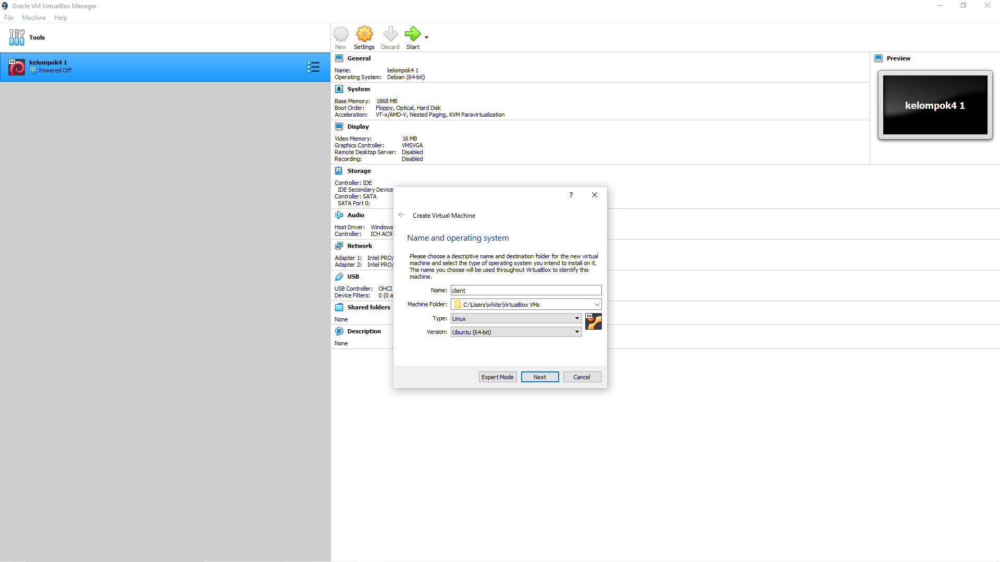 Oracle VM VirtualBox Manager
File Machine Help
Tools
64
kelompok4 1
Powered Off
New Settings Discard Start
General
Name: kelompok4 1
Operating System: Debian (64-bit)
System
Base Memory: 1868 MB
Boot Order: Floppy, Optical, Hard Disk
Acceleration: VT-x/AMD-V, Nested Paging, KVM Paravirtualization
Display
Video Memory: 16 MB
Graphics Controller: VMSVGA
Remote Desktop Server: Disabled
Recording: Disabled
Preview
kelompok4 1
Storage
Controller: IDE
IDE Secondary Device
Controller: SATA
SATA Port 0:
Audio
Host Driver: Windows
Controller: ICH AC97
Network
Adapter 1: Intel PRO/
Adapter 2: Intel PRO/
USB
USB Controller: OHCI
Device Filters: 0 (0 a
Shared folders
None
Description
None
?
Create Virtual Machine
Name and operating system
Please choose a descriptive name and destination folder for the new virtual
machine and select the type of operating system you intend to install on it.
The name you choose will be used throughout VirtualBox to identify this
machine.
Name: client
Machine Folder: C:\Users\white\VirtualBox VMs
Type: Linux
64
Version: Ubuntu (64-bit)
Expert Mode Next Cancel